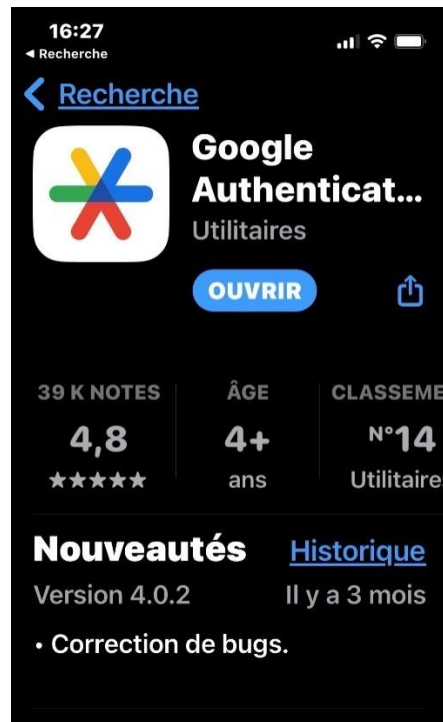 16:27
◀ Recherche
Recherche
Google
Authenticat...
Utilitaires
OUVRIR
39 K NOTES
ÂGE
CLASSEME
4,8
4+
N°14
★★★★★
ans
Utilitaire
Nouveautés
Historique
Version 4.0.2
Il y a 3 mois
• Correction de bugs.